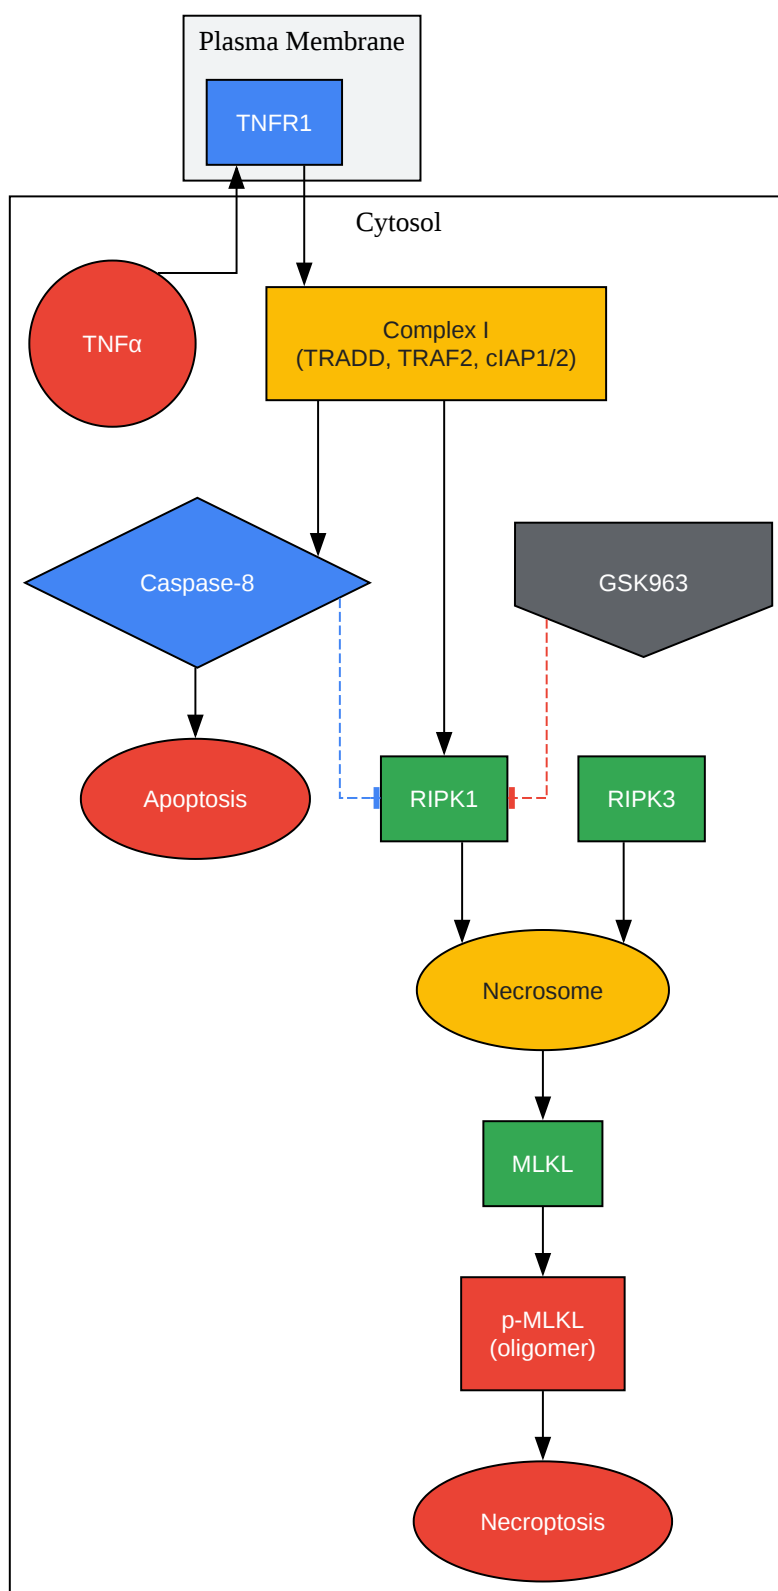 Plasma Membrane
TNFR1
Cytosol
TNFα
Complex I
(TRADD, TRAF2, cIAP1/2)
Caspase-8
GSK963
Apoptosis
RIPK1
RIPK3
Necrosome
MLKL
p-MLKL
(oligomer)
Necroptosis